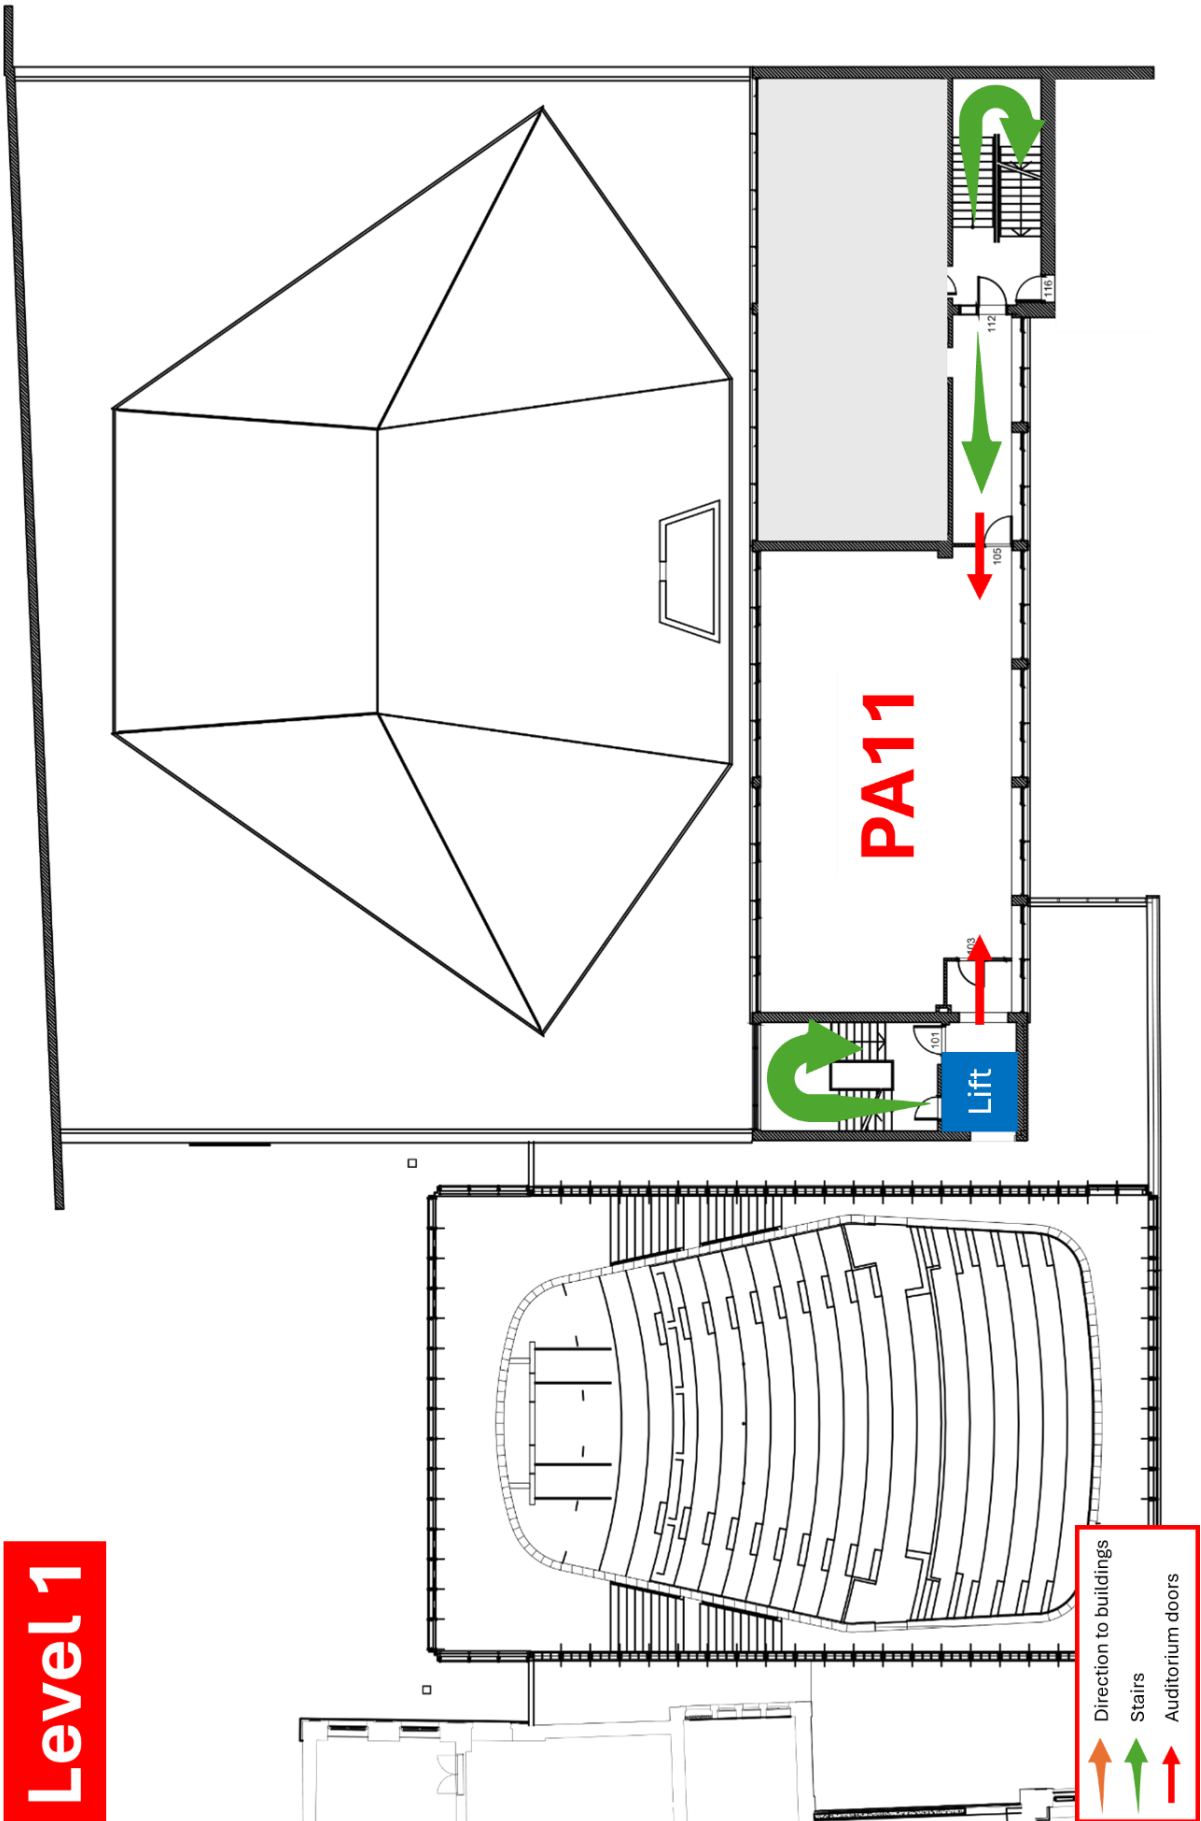 Level 1
PA11
Lift
101
103
105
112
116
Direction to buildings
Stairs
Auditorium doors